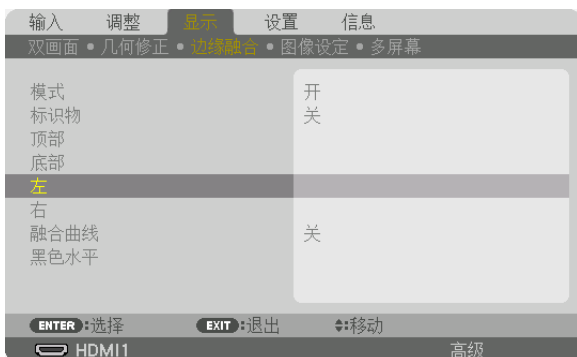 输入 调整 显示 设置 信息
双画面 ● 几何修正 ● 边缘融合 ● 图像设定 ● 多屏幕
模式 开
标识物 关
顶部
底部
左
右
融合曲线 关
黑色水平
ENTER:选择 EXIT:退出 ◆:移动
HDMI1 高级